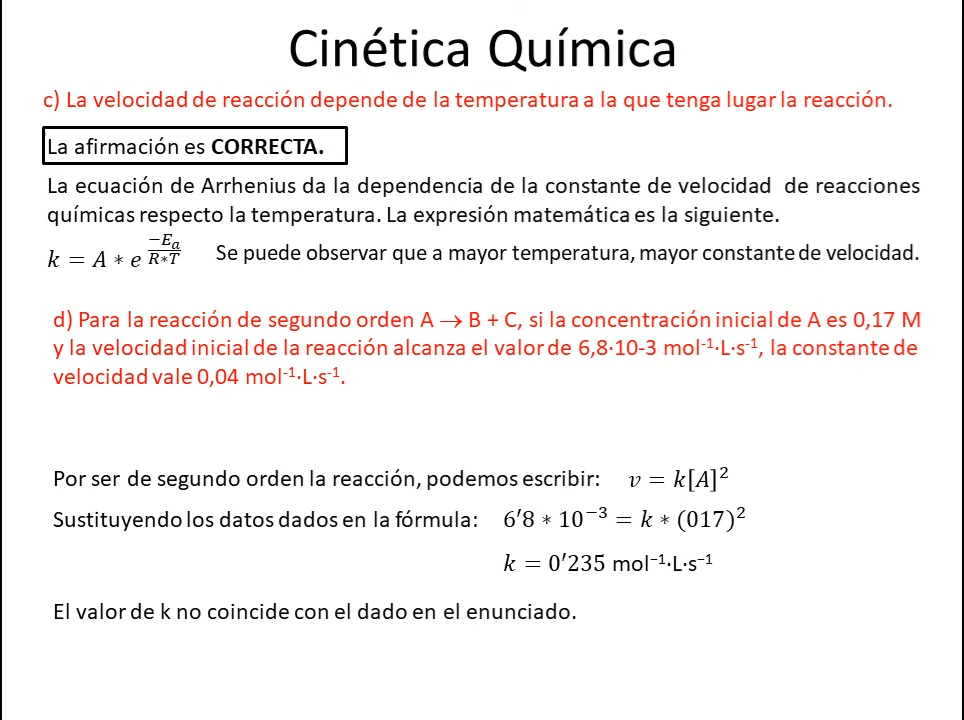 Cinética Química
c) La velocidad de reacción depende de la temperatura a la que tenga lugar la reacción.
La afirmación es CORRECTA.
La ecuación de Arrhenius da la dependencia de la constante de velocidad de reacciones
químicas respecto la temperatura. La expresión matemática es la siguiente.
k = A ∗ e^(−Eₐ/(R∗T)) Se puede observar que a mayor temperatura, mayor constante de velocidad.
d) Para la reacción de segundo orden A → B + C, si la concentración inicial de A es 0,17 M
y la velocidad inicial de la reacción alcanza el valor de 6,8·10-3 mol⁻¹·L·s⁻¹, la constante de
velocidad vale 0,04 mol⁻¹·L·s⁻¹.
Por ser de segundo orden la reacción, podemos escribir: v = k[A]²
Sustituyendo los datos dados en la fórmula: 6′8 ∗ 10⁻³ = k ∗ (017)²
k = 0′235 mol⁻¹·L·s⁻¹
El valor de k no coincide con el dado en el enunciado.